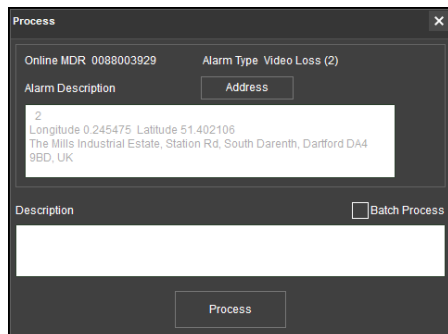 Process
Online MDR 0088003929 Alarm Type Video Loss (2)
Alarm Description Address
2
Longitude 0.245475 Latitude 51.402106
The Mills Industrial Estate, Station Rd, South Darenth, Dartford DA4
9BD, UK
Description Batch Process
Process